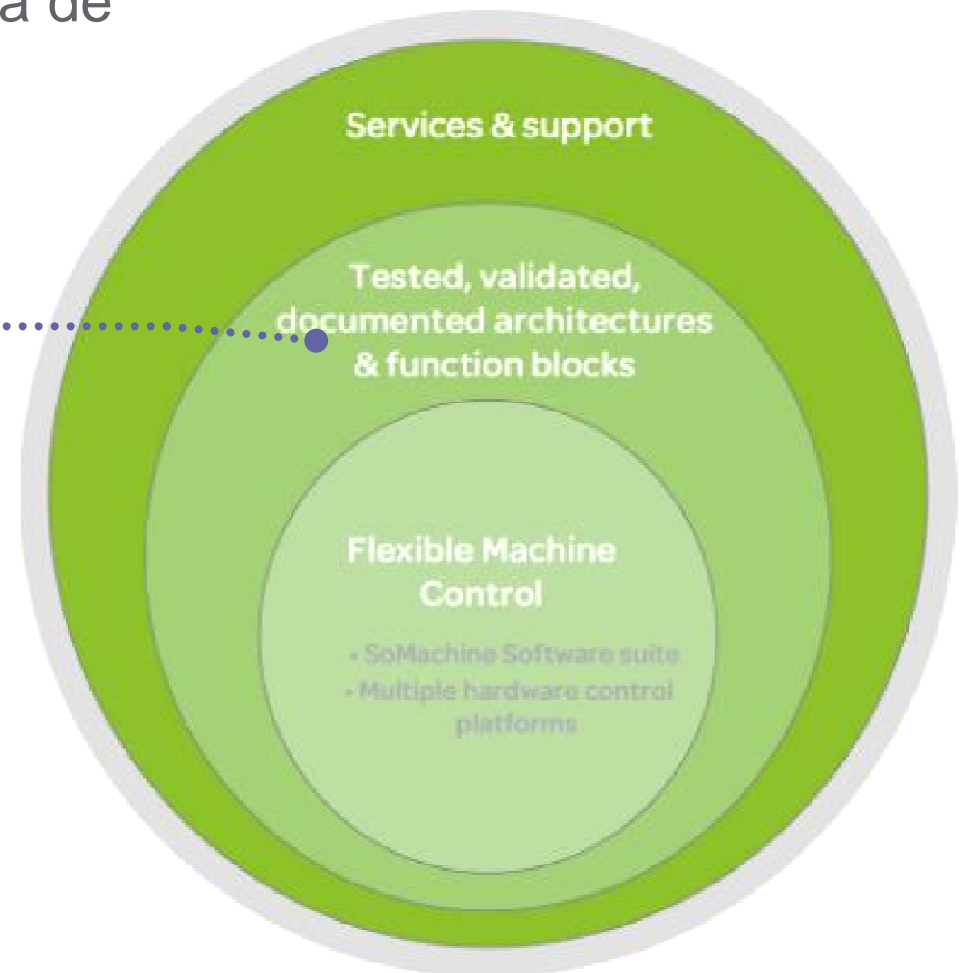 a de
Services & support
Tested, validated,
documented architectures
& function blocks
Flexible Machine
Control
• SoMachine Software suite
• Multiple hardware control
platforms